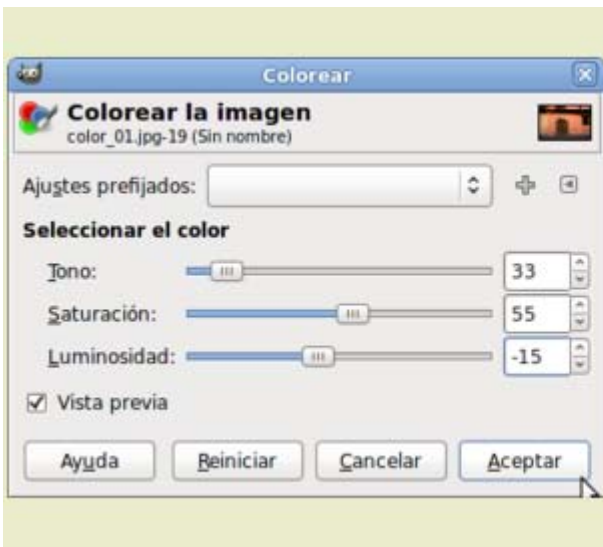 Colorear
Colorear la imagen
color_01.jpg-19 (Sin nombre)
Ajustes prefijados:
Seleccionar el color
Tono: 33
Saturación: 55
Luminosidad: -15
Vista previa
Ayuda Reiniciar Cancelar Aceptar